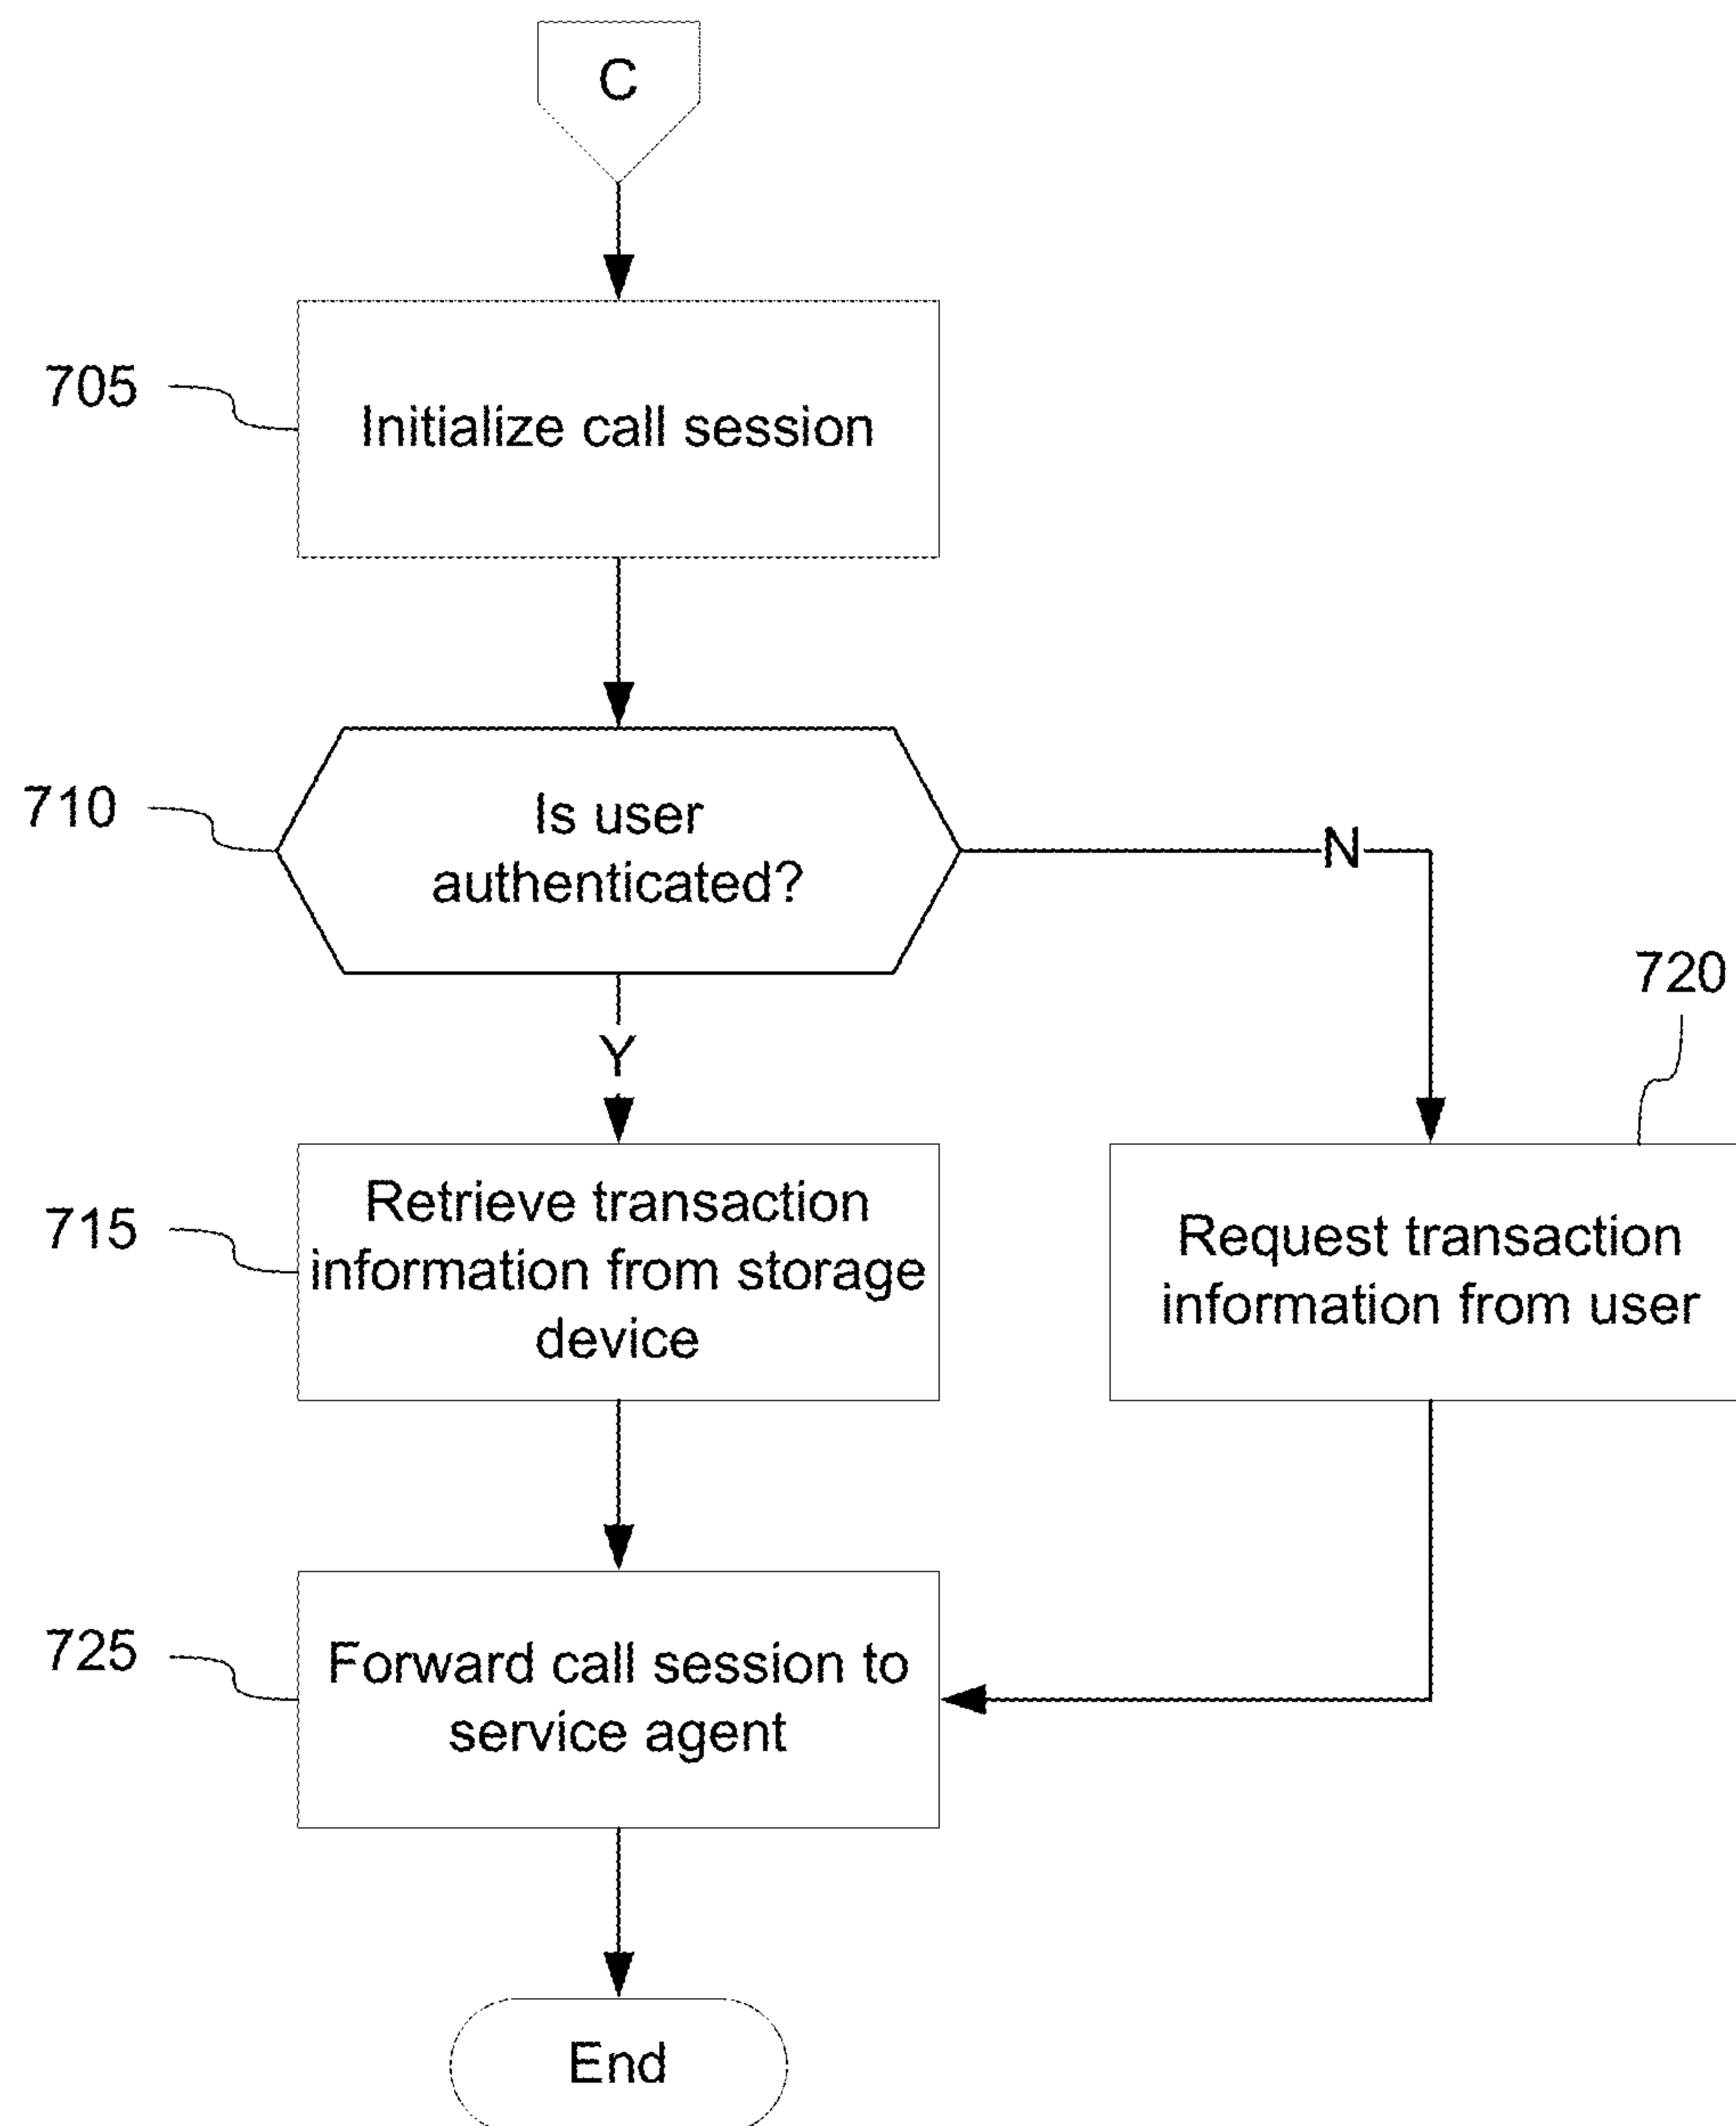 C
705
Initialize call session
710
Is user
authenticated?
N
Y
720
715
Retrieve transaction
information from storage
device
Request transaction
information from user
725
Forward call session to
service agent
End